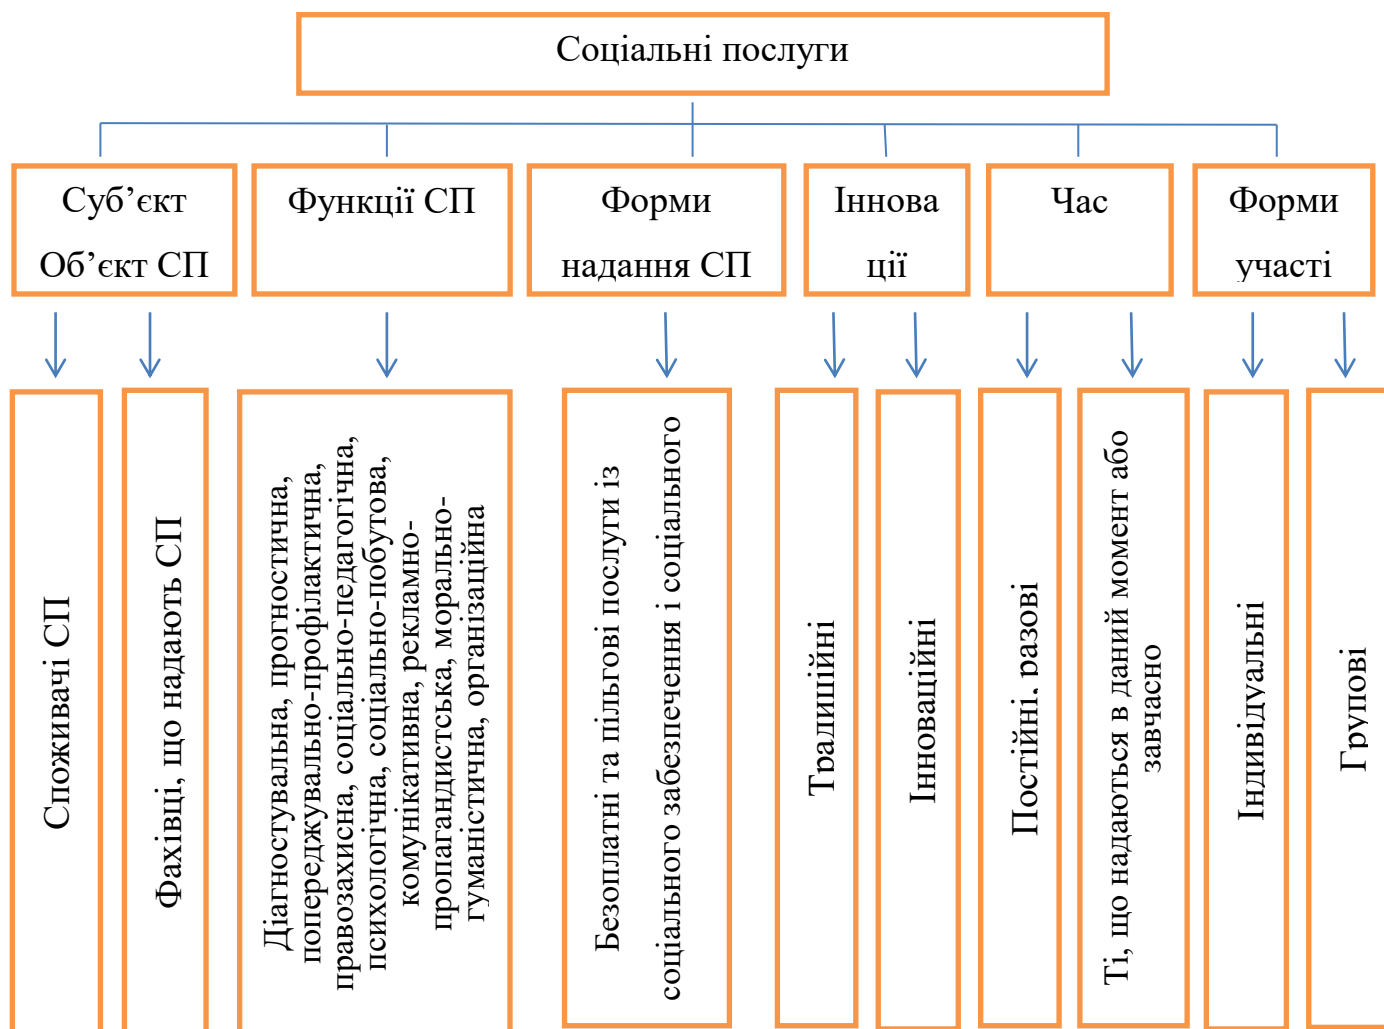 Соціальні послуги
Суб’єкт
Об’єкт СП
Функції СП
Форми
надання СП
Іннова
ції
Час
Форми
участі
Споживачі СП
Фахівці, що надають СП
Діагностувальна, прогностична,
попереджувально-профілактична,
правозахисна, соціально-педагогічна,
психологічна, соціально-побутова,
комунікативна, рекламно-
пропагандистська, морально-
гуманістична, організаційна
Безоплатні та пільгові послуги із
соціального забезпечення і соціального
Традиційні
Інноваційні
Постійні, разові
Ті, що надаються в даний момент або
завчасно
Індивідуальні
Групові